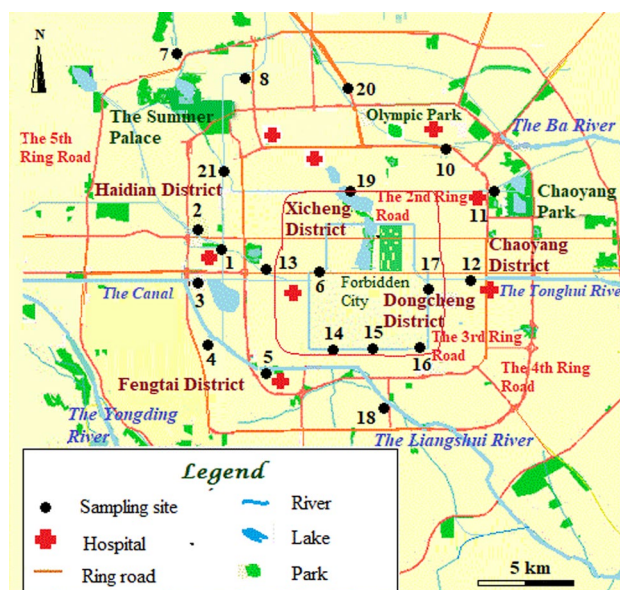 N
7
8
20
The Summer
Palace
Olympic Park
The Ba River
The 5th
Ring Road
10
21
19
Haidian District
The 2nd Ring
Road
11
Chaoyang
Park
Xicheng
District
2
1
13
6
17
12
Chaoyang
District
Forbidden
City
The Canal
3
Dongcheng
District
The Tonghui Rive
4
5
14
15
16
The 3rd Ring
Road
The 4th Ring
Road
Fengtai District
18
The Yongding
River
The Liangshui River
Legend
Sampling site
River
Hospital
Lake
Ring road
Park
5 km